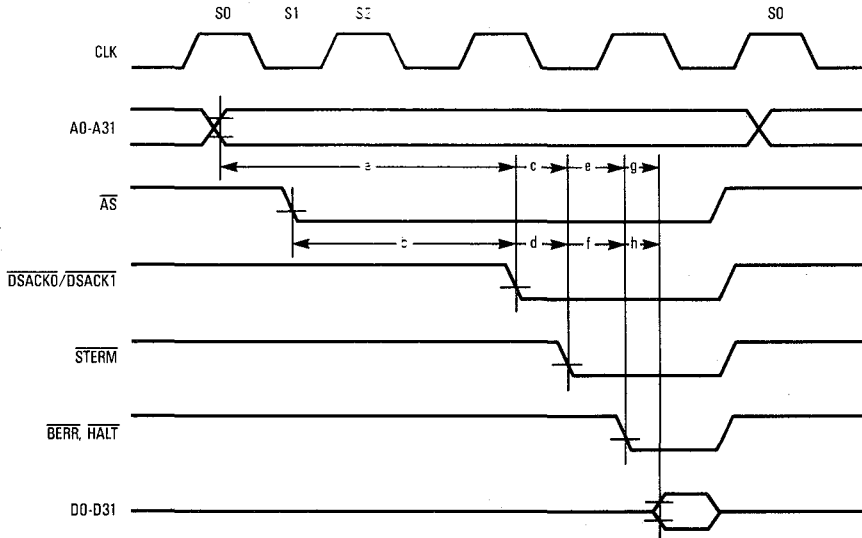 S0 S1 S2 S0
CLK
A0-A31
a c e g
AS
b d f h
DSACK0/DSACK1
STERM
BERR, HALT
D0-D31